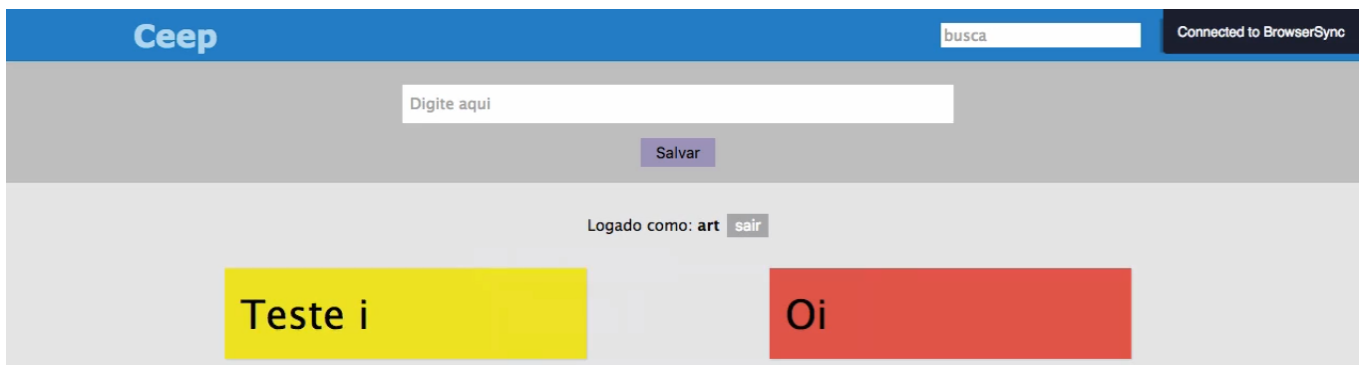 Ceep
busca
Connected to BrowserSync
Digite aqui
Salvar
Logado como: art sair
Teste i
Oi